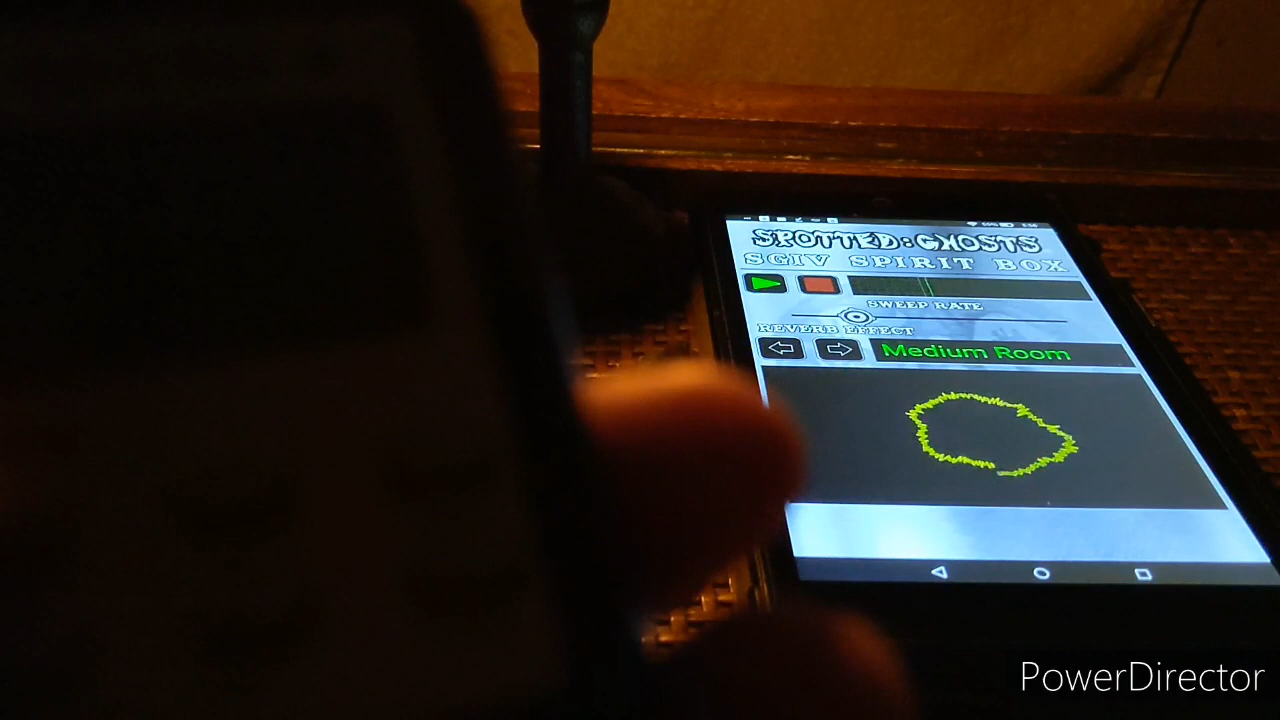 SPOTTED:GHOSTS
SGIV SPIRIT BOX
SWEEP RATE
REVERB EFFECT
Medium Room
PowerDirector